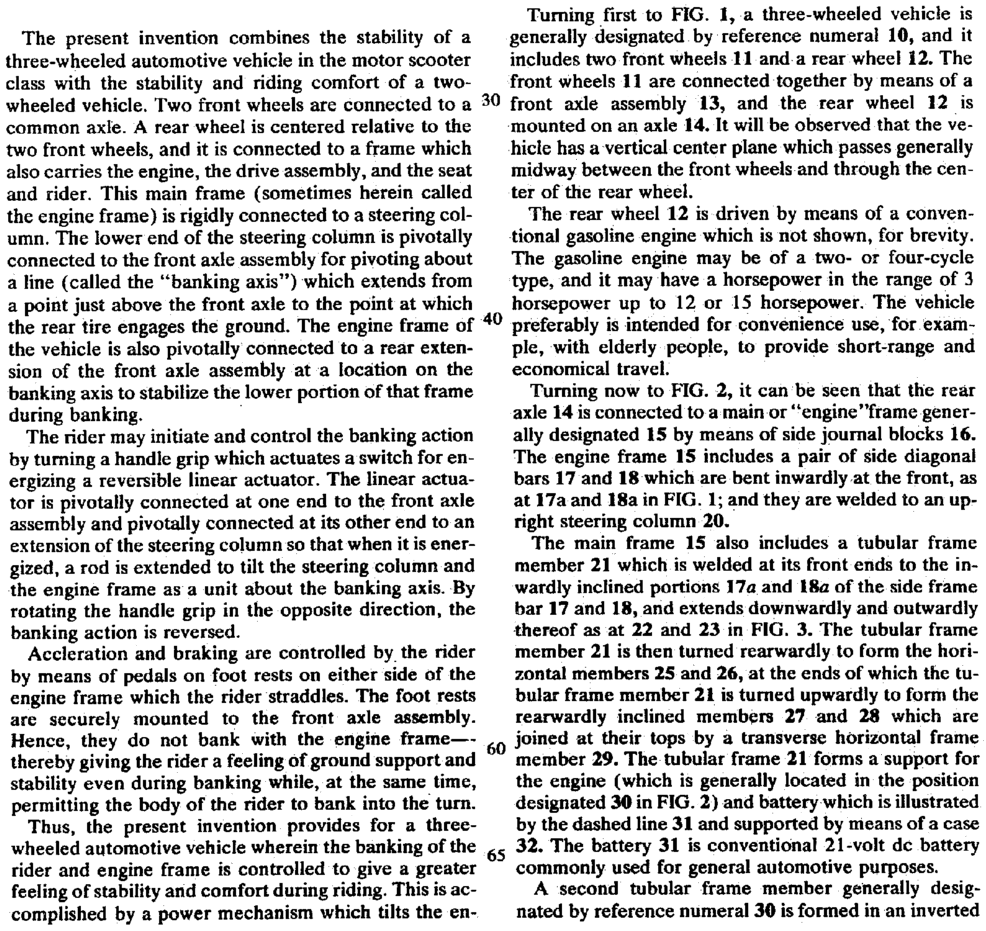 The present invention combines the stability of a
three-wheeled automotive vehicle in the motor scooter
class with the stability and riding comfort of a two-
wheeled vehicle. Two front wheels are connected to a
common axle. A rear wheel is centered relative to the
two front wheels, and it is connected to a frame which
also carries the engine, the drive assembly, and the seat
and rider. This main frame (sometimes herein called
the engine frame) is rigidly connected to a steering col-
umn. The lower end of the steering column is pivotally
connected to the front axle assembly for pivoting about
a line (called the "banking axis") which extends from
a point just above the front axle to the point at which
the rear tire engages the ground. The engine frame of
the vehicle is also pivotally connected to a rear exten-
sion of the front axle assembly at a location on the
banking axis to stabilize the lower portion of that frame
during banking.
The rider may initiate and control the banking action
by turning a handle grip which actuates a switch for en-
ergizing a reversible linear actuator. The linear actua-
tor is pivotally connected at one end to the front axle
assembly and pivotally connected at its other end to an
extension of the steering column so that when it is ener-
gized, a rod is extended to tilt the steering column and
the engine frame as a unit about the banking axis. By
rotating the handle grip in the opposite direction, the
banking action is reversed.
Accleration and braking are controlled by the rider
by means of pedals on foot rests on either side of the
engine frame which the rider straddles. The foot rests
are securely mounted to the front axle assembly.
Hence, they do not bank with the engine frame—-
thereby giving the rider a feeling of ground support and
stability even during banking while, at the same time,
permitting the body of the rider to bank into the turn.
Thus, the present invention provides for a three-
wheeled automotive vehicle wherein the banking of the
rider and engine frame is controlled to give a greater
feeling of stability and comfort during riding. This is ac-
complished by a power mechanism which tilts the en-
30
40
60
65
Turning first to FIG. 1, a three-wheeled vehicle is
generally designated by reference numeral 10, and it
includes two front wheels 11 and a rear wheel 12. The
front wheels 11 are connected together by means of a
front axle assembly 13, and the rear wheel 12 is
mounted on an axle 14. It will be observed that the ve-
hicle has a vertical center plane which passes generally
midway between the front wheels and through the cen-
ter of the rear wheel.
The rear wheel 12 is driven by means of a conven-
tional gasoline engine which is not shown, for brevity.
The gasoline engine may be of a two- or four-cycle
type, and it may have a horsepower in the range of 3
horsepower up to 12 or 15 horsepower. The vehicle
preferably is intended for convenience use, for exam-
ple, with elderly people, to provide short-range and
economical travel.
Turning now to FIG. 2, it can be seen that the rear
axle 14 is connected to a main or "engine"frame gener-
ally designated 15 by means of side journal blocks 16.
The engine frame 15 includes a pair of side diagonal
bars 17 and 18 which are bent inwardly at the front, as
at 17a and 18a in FIG. 1; and they are welded to an up-
right steering column 20.
The main frame 15 also includes a tubular frame
member 21 which is welded at its front ends to the in-
wardly inclined portions 17a and 18a of the side frame
bar 17 and 18, and extends downwardly and outwardly
thereof as at 22 and 23 in FIG. 3. The tubular frame
member 21 is then turned rearwardly to form the hori-
zontal members 25 and 26, at the ends of which the tu-
bular frame member 21 is turned upwardly to form the
rearwardly inclined members 27 and 28 which are
joined at their tops by a transverse horizontal frame
member 29. The tubular frame 21 forms a support for
the engine (which is generally located in the position
designated 30 in FIG. 2) and battery which is illustrated
by the dashed line 31 and supported by means of a case
32. The battery 31 is conventional 21-volt dc battery
commonly used for general automotive purposes.
A second tubular frame member generally desig-
nated by reference numeral 30 is formed in an inverted